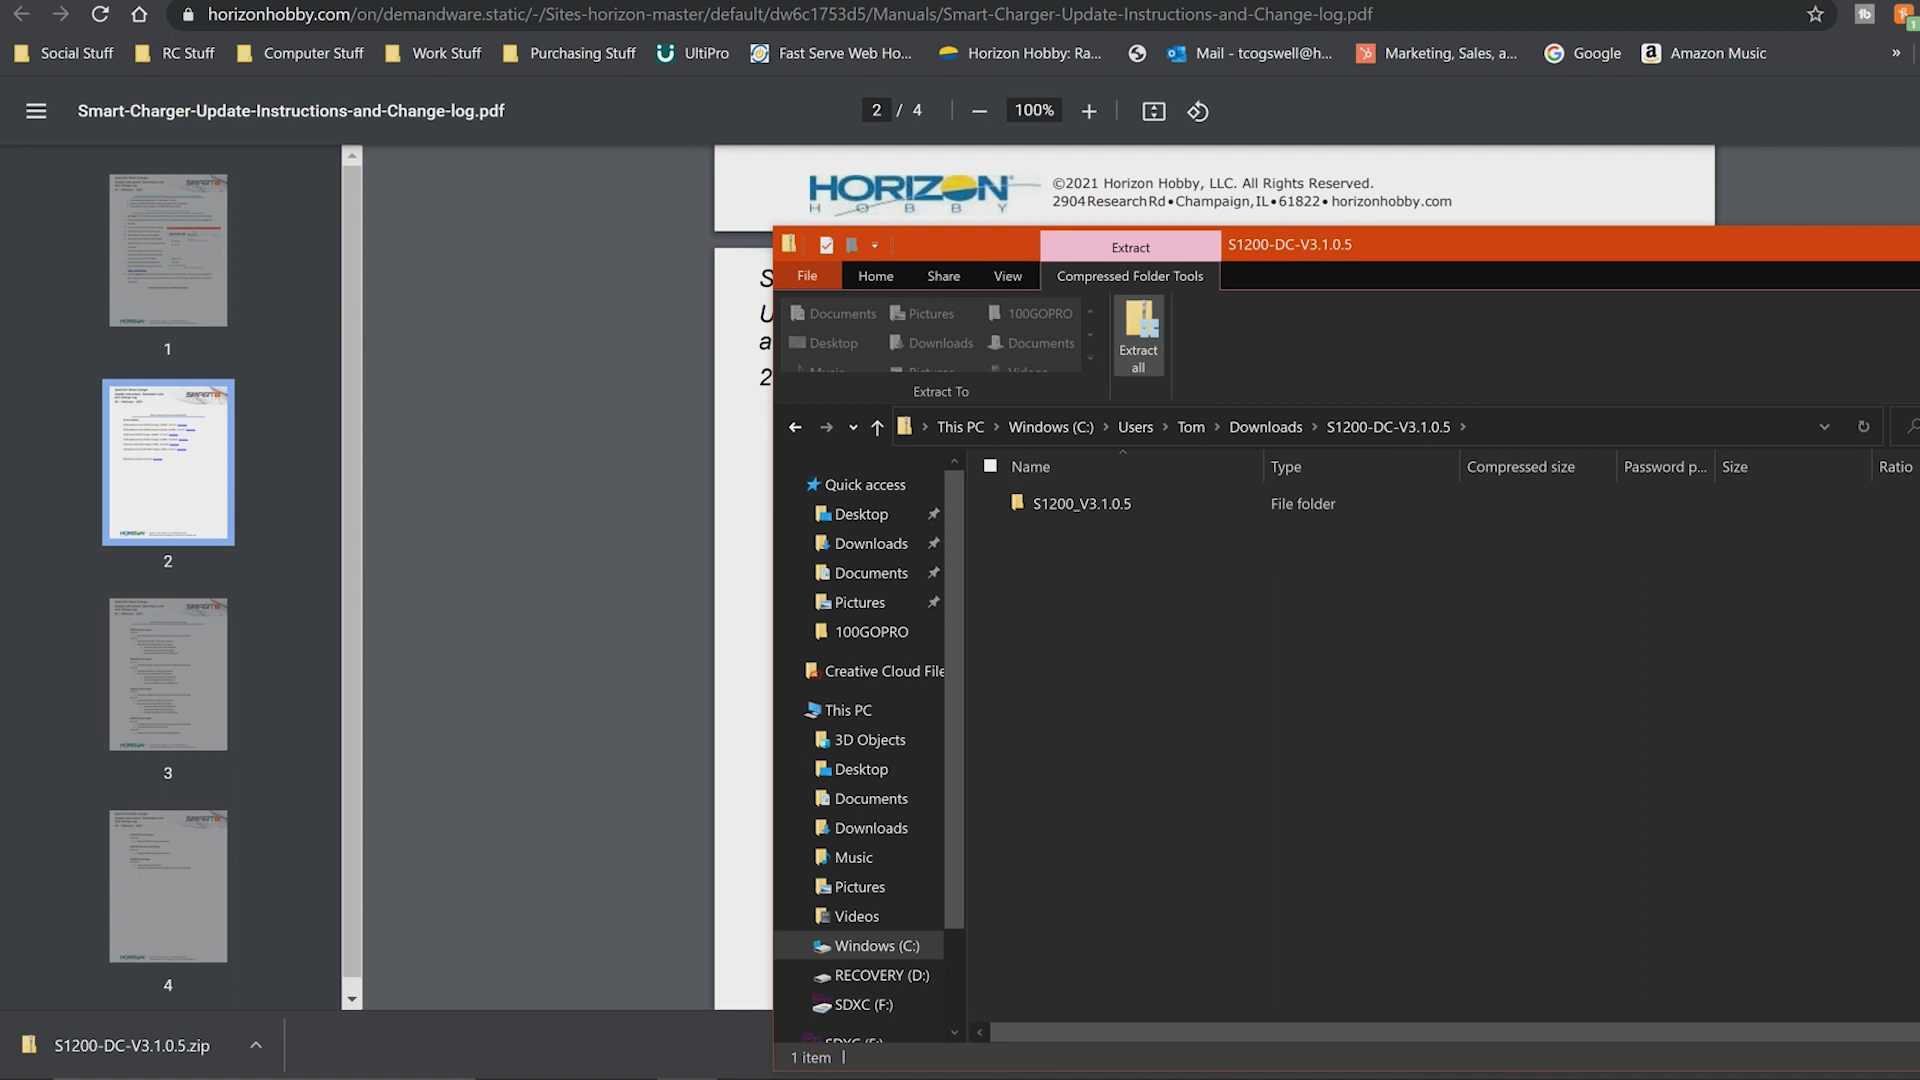 horizonhobby.com/on/demandware.static/-/Sites-horizon-master/default/dw6c1753d5/Manuals/Smart-Charger-Update-Instructions-and-Change-log.pdf
Social Stuff RC Stuff Computer Stuff Work Stuff Purchasing Stuff UltiPro Fast Serve Web Ho... Horizon Hobby: Ra... Mail - tcogswell@h... Marketing, Sales, a... Google Amazon Music »
Smart-Charger-Update-Instructions-and-Change-log.pdf 2 / 4 100%
HORIZON
HOBBY
©2021 Horizon Hobby, LLC. All Rights Reserved.
2904 Research Rd • Champaign, IL • 61822 • horizonhobby.com
1
2
3
4
S
U
a
2
Extract S1200-DC-V3.1.0.5
File Home Share View Compressed Folder Tools
Documents Pictures 100GOPRO
Desktop Downloads Documents
Music Pictures Videos
Extract To
Extract
all
This PC Windows (C:) Users Tom Downloads S1200-DC-V3.1.0.5
Name Type Compressed size Password p... Size Ratio
S1200_V3.1.0.5 File folder
Quick access
Desktop
Downloads
Documents
Pictures
100GOPRO
Creative Cloud File
This PC
3D Objects
Desktop
Documents
Downloads
Music
Pictures
Videos
Windows (C:)
RECOVERY (D:)
SDXC (F:)
SDXC (F:)
1 item
S1200-DC-V3.1.0.5.zip